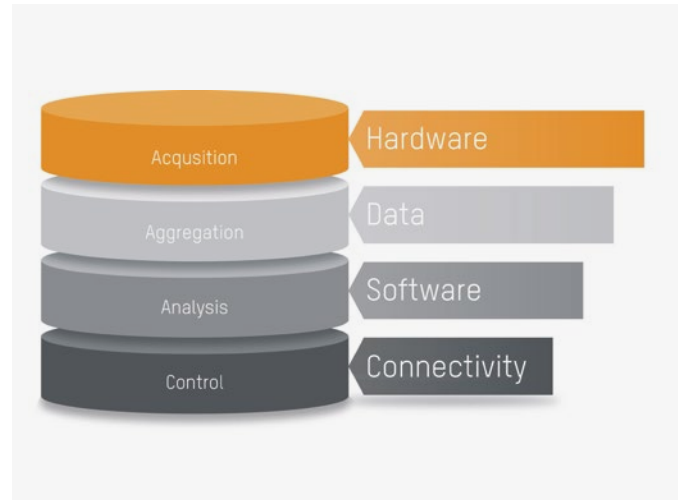 Acqusition
Hardware
Aggregation
Data
Analysis
Software
Control
Connectivity